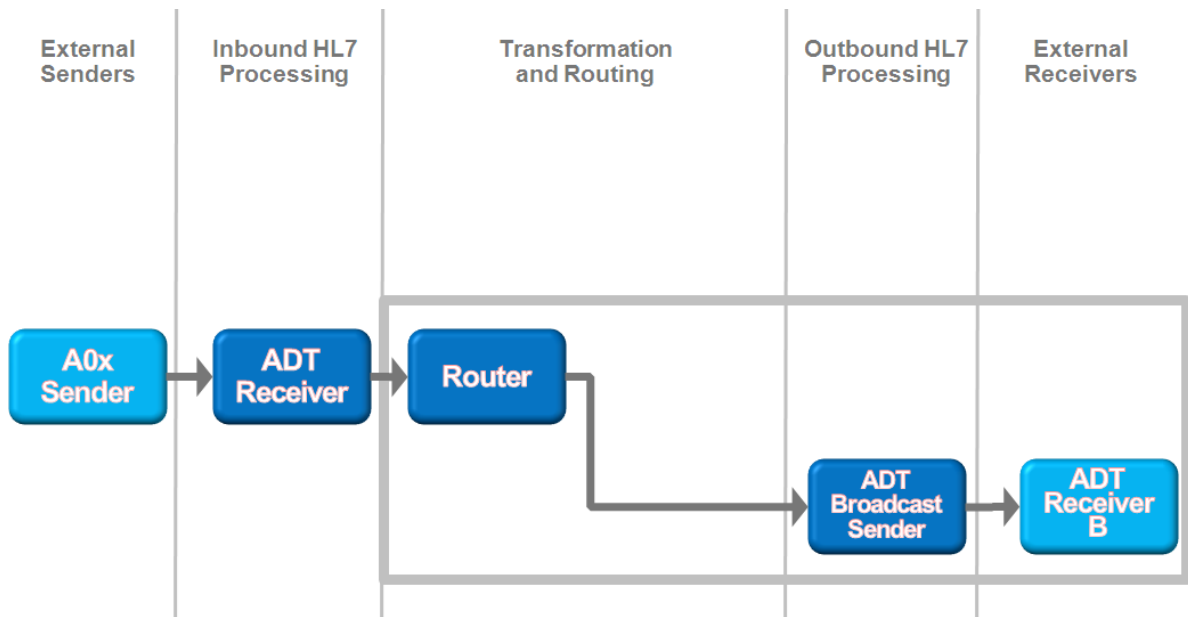 External
Senders
Inbound HL7
Processing
Transformation
and Routing
Outbound HL7
Processing
External
Receivers
A0x
Sender
ADT
Receiver
Router
ADT
Broadcast
Sender
ADT
Receiver
B